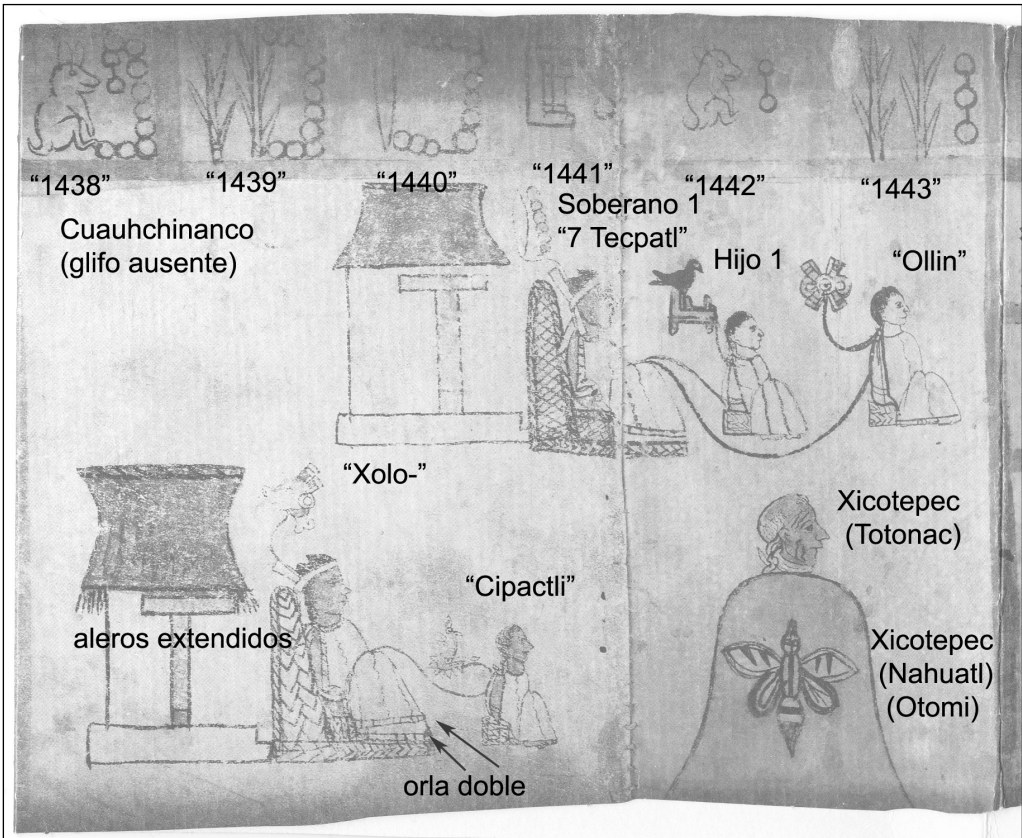 “1438”
“1439”
“1440”
“1441”
“1442”
“1443”
Cuauhchinanco
(glifo ausente)
Soberano 1
“7 Tecpatl”
Hijo 1
“Ollin”
“Xolo-”
Xicotepec
(Totonac)
“Cipactli”
aleros extendidos
Xicotepec
(Nahuatl)
(Otomi)
orla doble